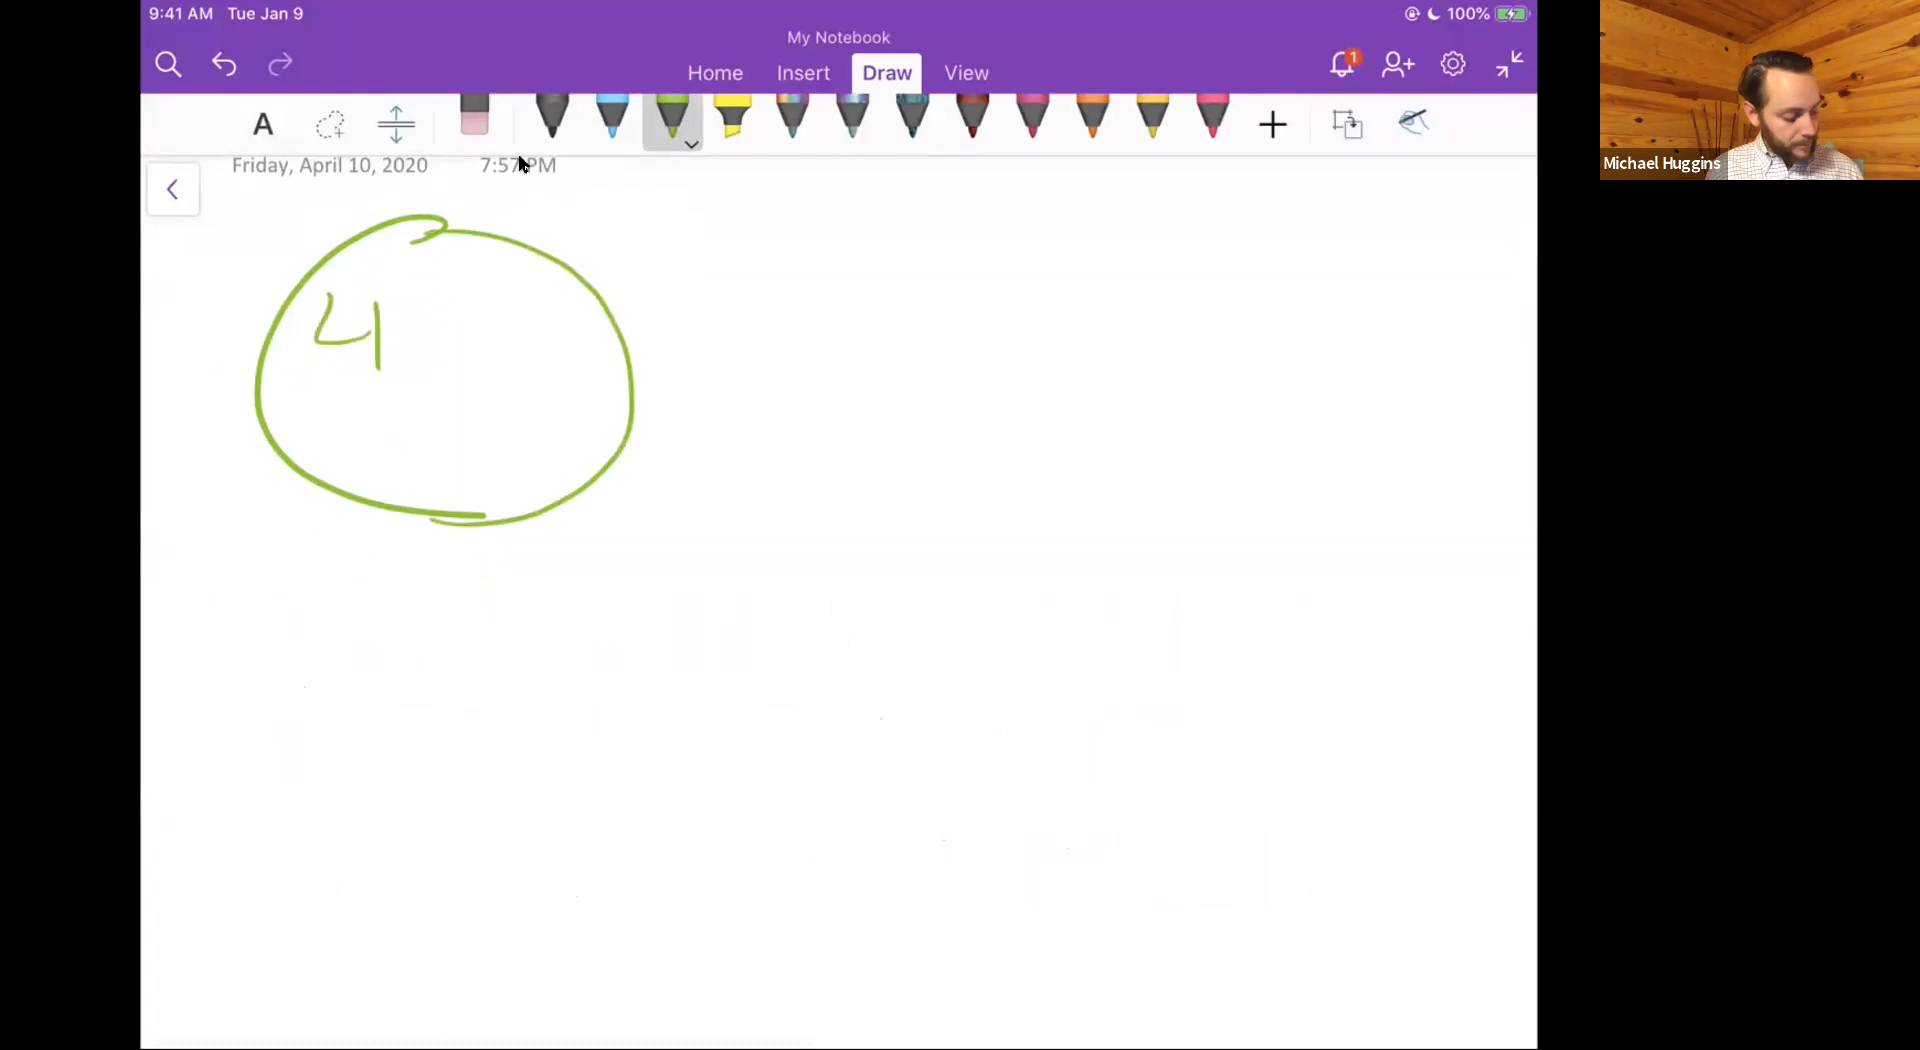 9:41 AM Tue Jan 9 100%
My Notebook
1
Home Insert Draw View
A
Friday, April 10, 2020 7:57 PM
Michael Huggins
4